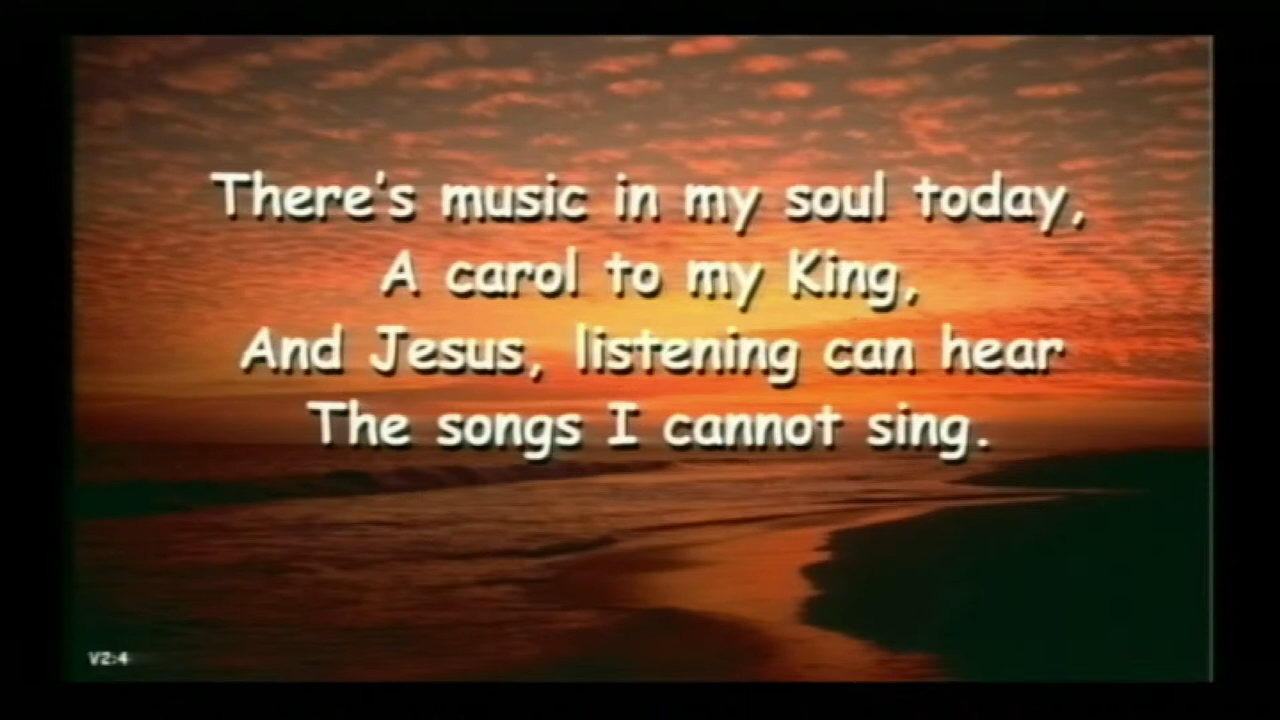 There's music in my soul today,
A carol to my King,
And Jesus, listening can hear
The songs I cannot sing.
V2:4